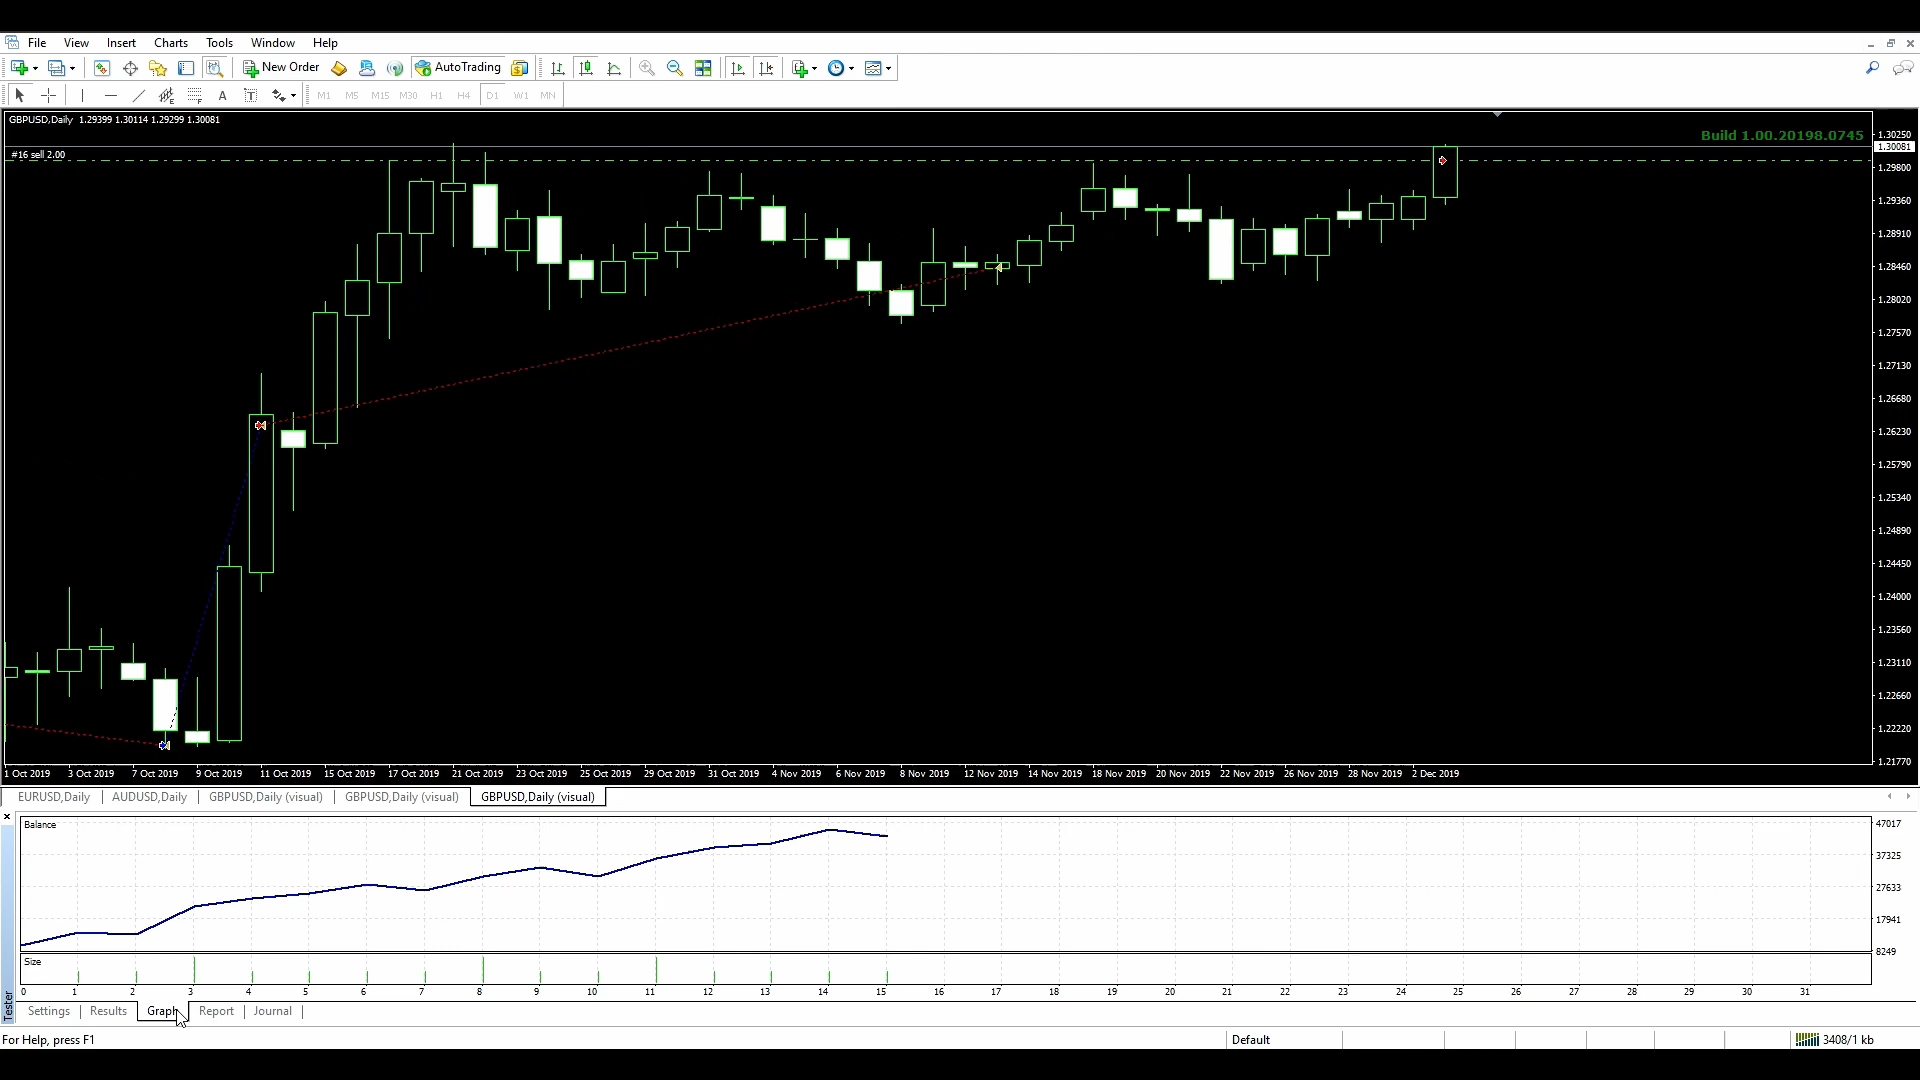 File View Insert Charts Tools Window Help
New Order AutoTrading
A T M1 M5 M15 M30 H1 H4 D1 W1 MN
GBPUSD,Daily 1.29399 1.30114 1.29299 1.30081
Build 1.00.20198.0745
#16 sell 2.00
1.30250
1.30081
1.29800
1.29360
1.28910
1.28460
1.28020
1.27570
1.27130
1.26680
1.26230
1.25790
1.25340
1.24890
1.24450
1.24000
1.23560
1.23110
1.22660
1.22220
1.21770
1 Oct 2019 3 Oct 2019 7 Oct 2019 9 Oct 2019 11 Oct 2019 15 Oct 2019 17 Oct 2019 21 Oct 2019 23 Oct 2019 25 Oct 2019 29 Oct 2019 31 Oct 2019 4 Nov 2019 6 Nov 2019 8 Nov 2019 12 Nov 2019 14 Nov 2019 18 Nov 2019 20 Nov 2019 22 Nov 2019 26 Nov 2019 28 Nov 2019 2 Dec 2019
EURUSD,Daily AUDUSD,Daily GBPUSD,Daily (visual) GBPUSD,Daily (visual) GBPUSD,Daily (visual)
Balance
47017
37325
27633
17941
8249
Size
0 1 2 3 4 5 6 7 8 9 10 11 12 13 14 15 16 17 18 19 20 21 22 23 24 25 26 27 28 29 30 31
Tester
Settings Results Graph Report Journal
For Help, press F1 Default 3408/1 kb